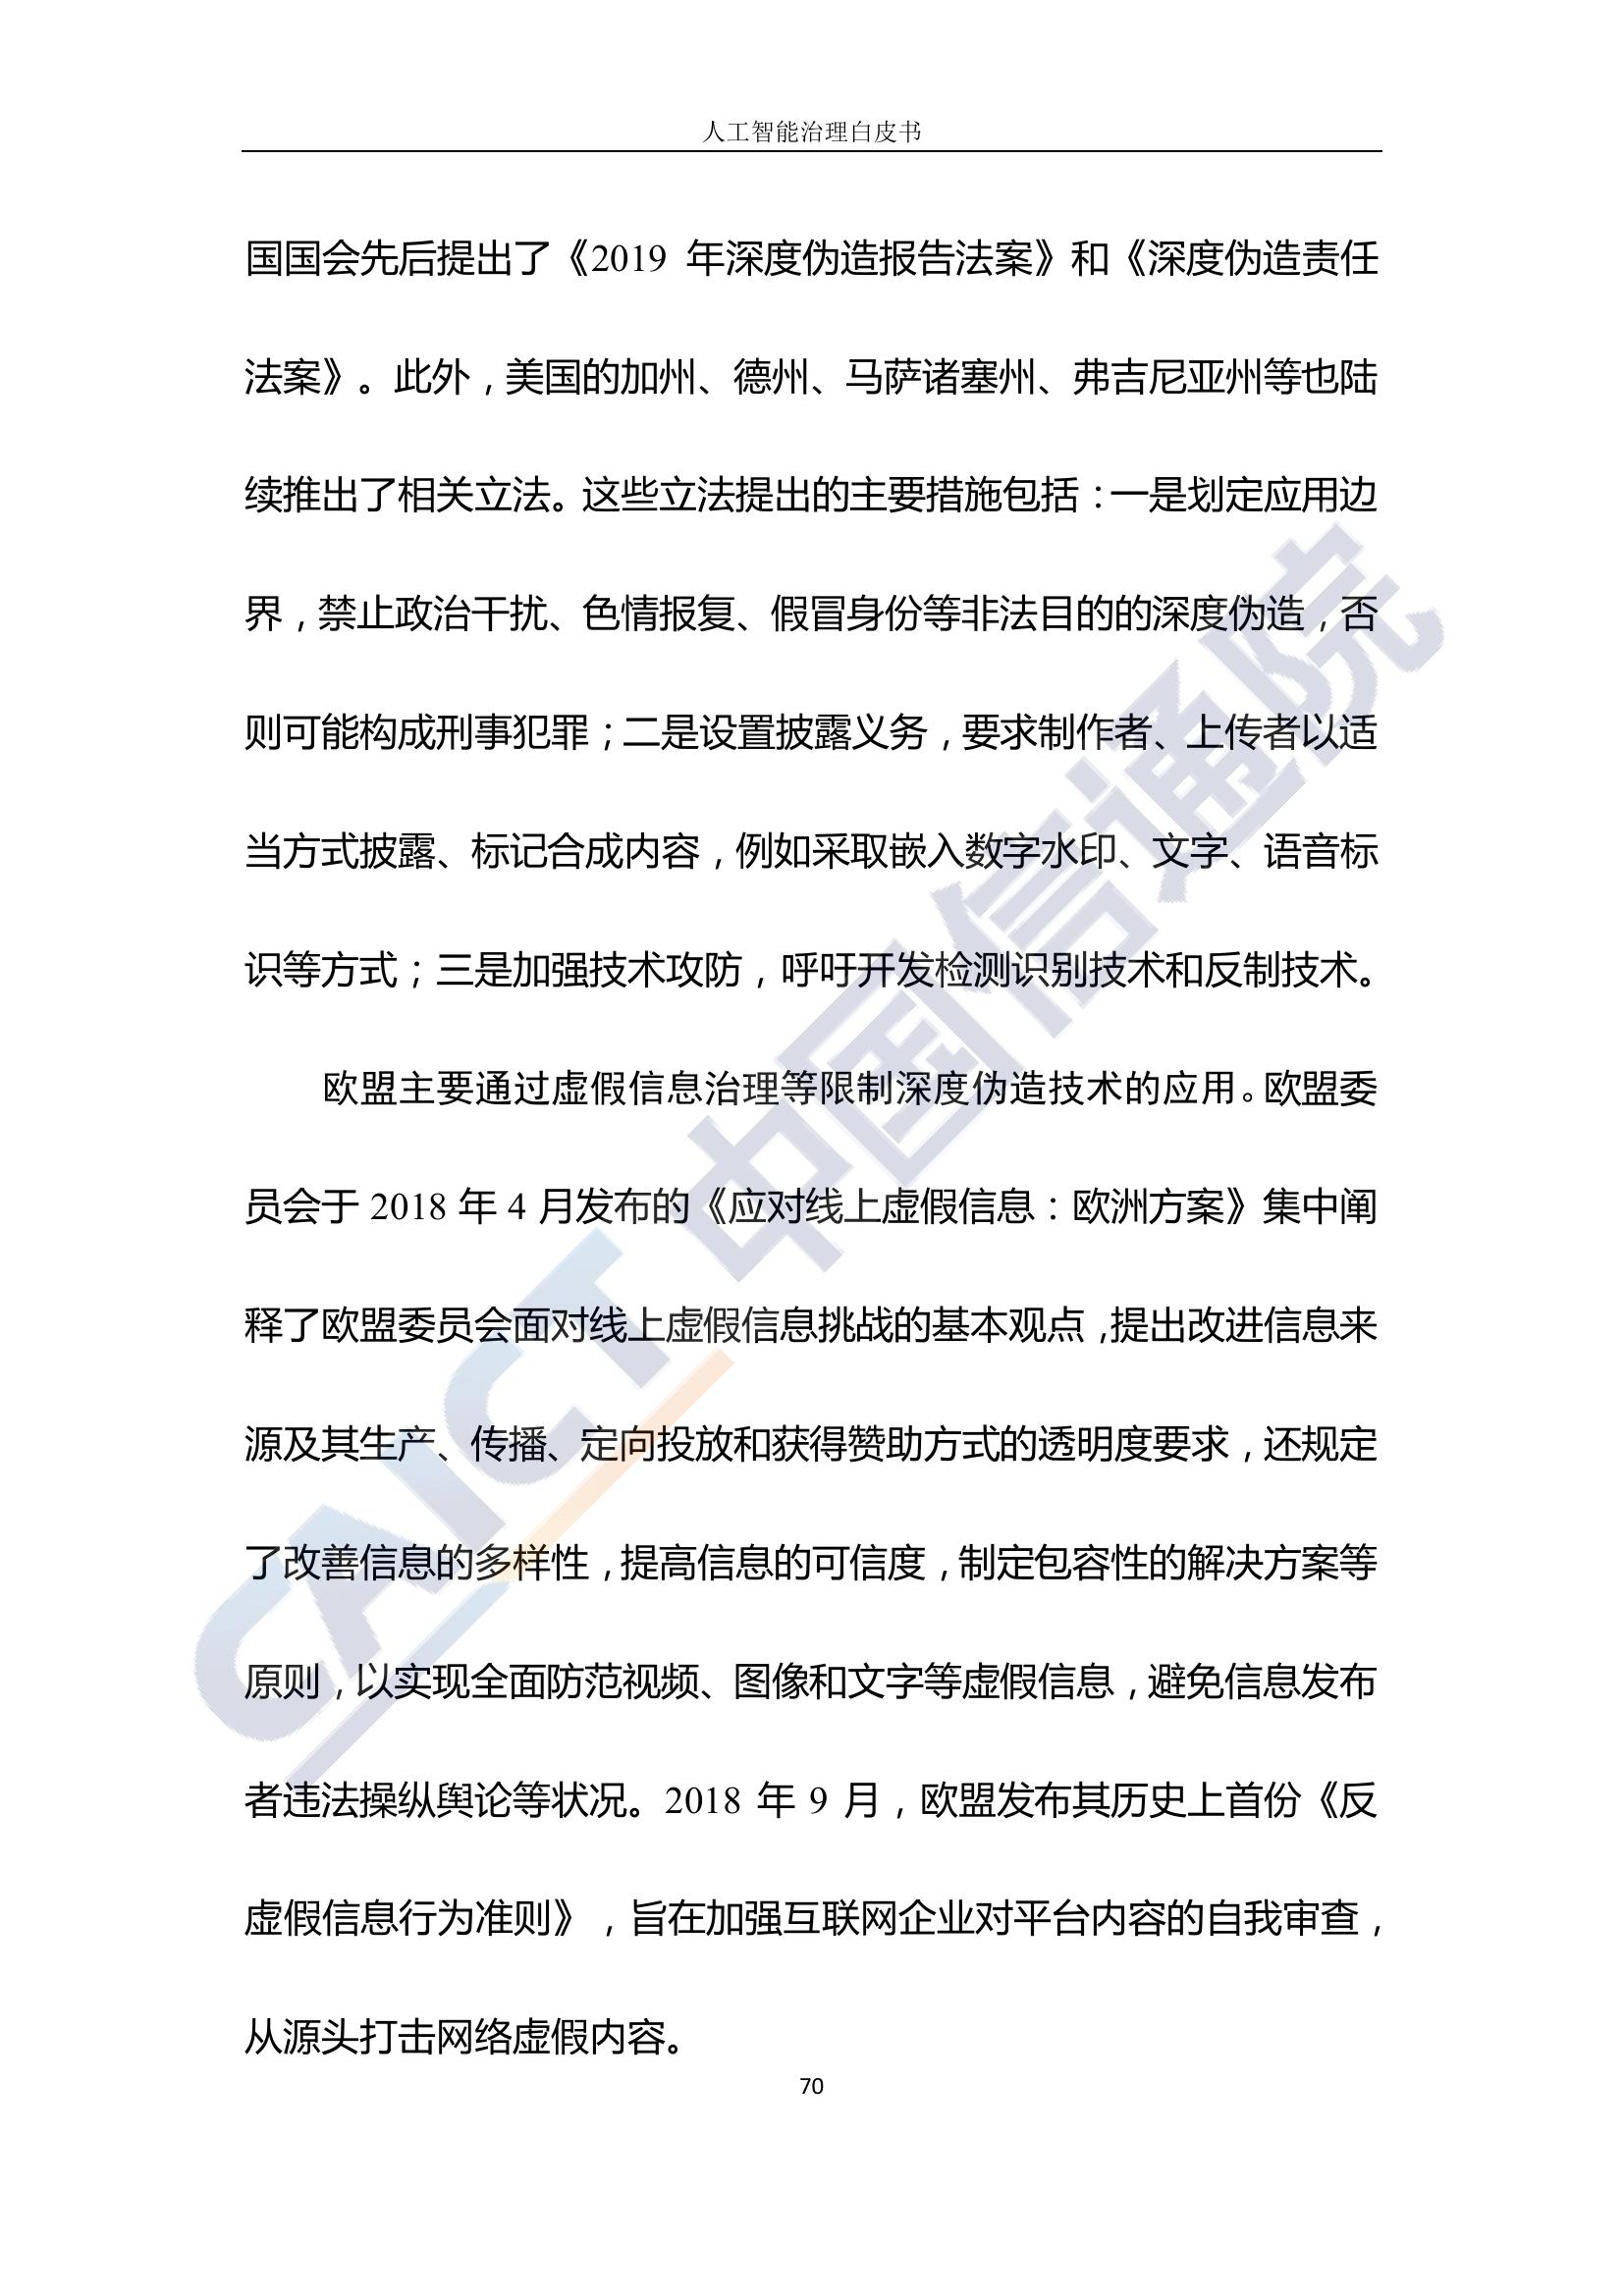 人工智能治理白皮书
国国会先后提出了《2019 年深度伪造报告法案》和《深度伪造责任
法案》。此外，美国的加州、德州、马萨诸塞州、弗吉尼亚州等也陆
续推出了相关立法。这些立法提出的主要措施包括：一是划定应用边
界，禁止政治干扰、色情报复、假冒身份等非法目的的深度伪造，否
则可能构成刑事犯罪；二是设置披露义务，要求制作者、上传者以适
当方式披露、标记合成内容，例如采取嵌入数字水印、文字、语音标
识等方式；三是加强技术攻防，呼吁开发检测识别技术和反制技术。
欧盟主要通过虚假信息治理等限制深度伪造技术的应用。欧盟委
员会于 2018 年 4 月发布的《应对线上虚假信息：欧洲方案》集中阐
释了欧盟委员会面对线上虚假信息挑战的基本观点，提出改进信息来
源及其生产、传播、定向投放和获得赞助方式的透明度要求，还规定
了改善信息的多样性，提高信息的可信度，制定包容性的解决方案等
原则，以实现全面防范视频、图像和文字等虚假信息，避免信息发布
者违法操纵舆论等状况。2018 年 9 月，欧盟发布其历史上首份《反
虚假信息行为准则》，旨在加强互联网企业对平台内容的自我审查，
从源头打击网络虚假内容。
70
CAICT 中国信通院